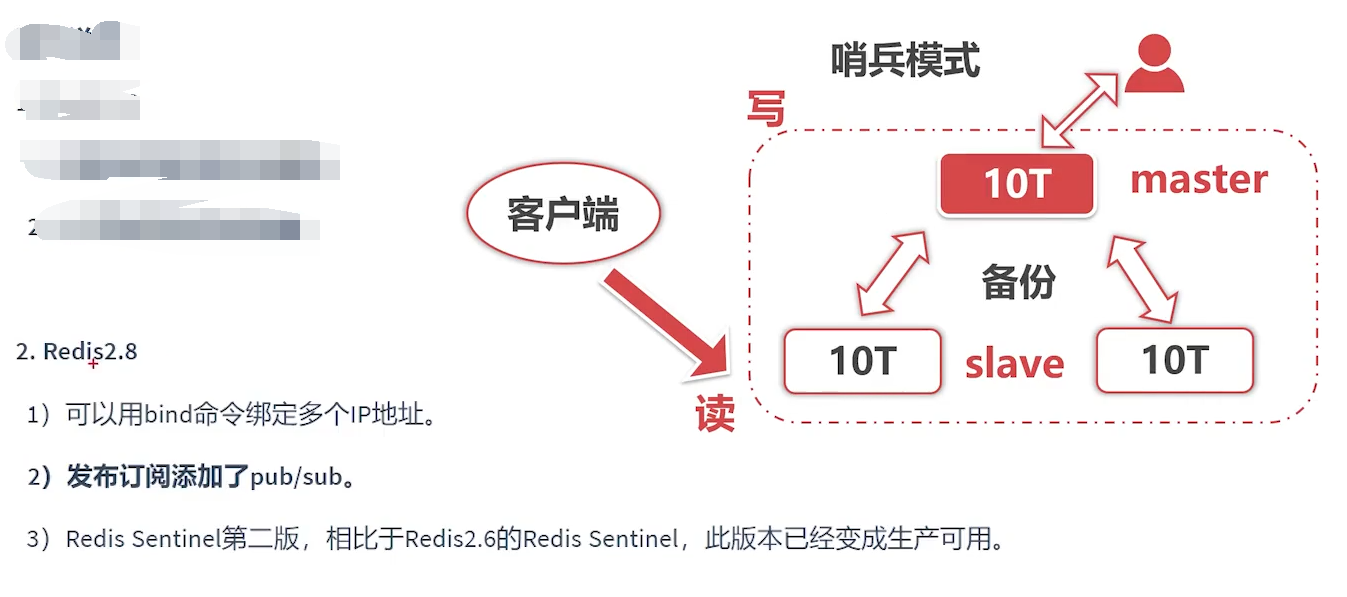 哨兵模式
写
10T
master
客户端
备份
10T
slave
10T
读
2. Redis2.8
1）可以用bind命令绑定多个IP地址。
2）发布订阅添加了pub/sub。
3）Redis Sentinel第二版，相比于Redis2.6的Redis Sentinel，此版本已经变成生产可用。